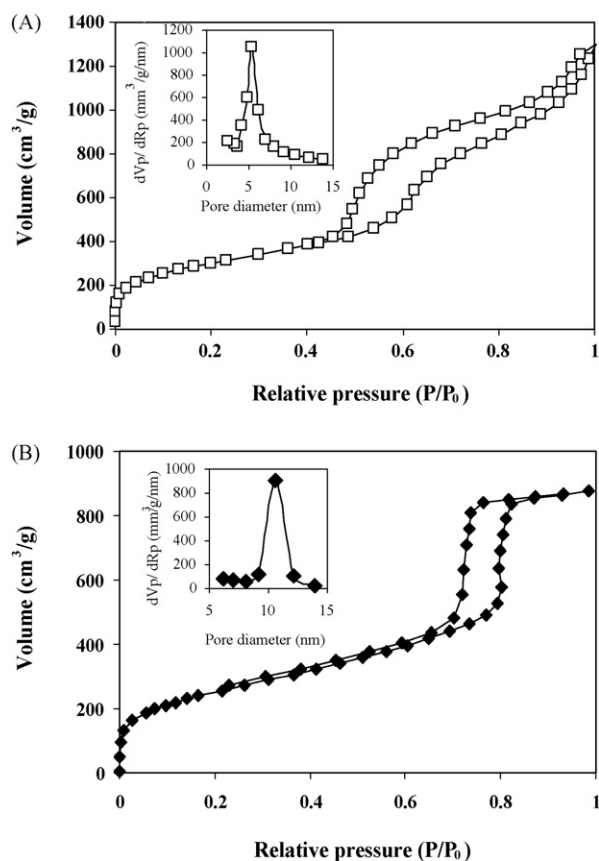 (A)
1400
1200
1000
800
600
400
200
0
Volume (cm³/g)
0 0.2 0.4 0.6 0.8 1
Relative pressure (P/P₀)
1200
1000
800
600
400
200
0
dVp/ dRp (mm³/g/nm)
0 5 10 15
Pore diameter (nm)
(B)
1000
800
600
400
200
0
Volume (cm³/g)
0 0.2 0.4 0.6 0.8 1
Relative pressure (P/P₀)
1000
800
600
400
200
0
dVp/ dRp (mm³/g/nm)
5 10 15
Pore diameter (nm)